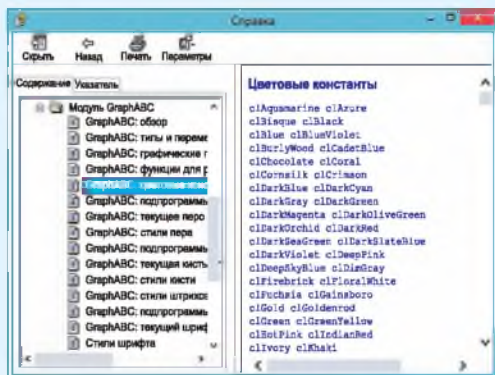 Справка
Скрыть Назад Печать Параметры
Содержание Указатель
Модуль GraphABC
GraphABC: обзор
GraphABC: типы и переме
GraphABC: графические г
GraphABC: функции для р
GraphABC: цветовые конс
GraphABC: подпрограммы
GraphABC: текущее перо
GraphABC: стили пера
GraphABC: подпрограммы
GraphABC: текущая кисть
GraphABC: стили кисти
GraphABC: стили штрихов
GraphABC: подпрограммы
GraphABC: текущий шриф
Стили шрифта
Цветовые константы
clAquamarine clAzure
clBisque clBlack
clBlue clBlueViolet
clBurlyWood clCadetBlue
clChocolate clCoral
clCornsilk clCrimson
clDarkBlue clDarkCyan
clDarkGray clDarkGreen
clDarkMagenta clDarkOliveGreen
clDarkOrchid clDarkRed
clDarkSeaGreen clDarkSlateBlue
clDarkViolet clDeepPink
clDeepSkyBlue clDimGray
clFirebrick clFloralWhite
clFuchsia clGainsboro
clGold clGoldenrod
clGreen clGreenYellow
clHotPink clIndianRed
clIvory clKhaki